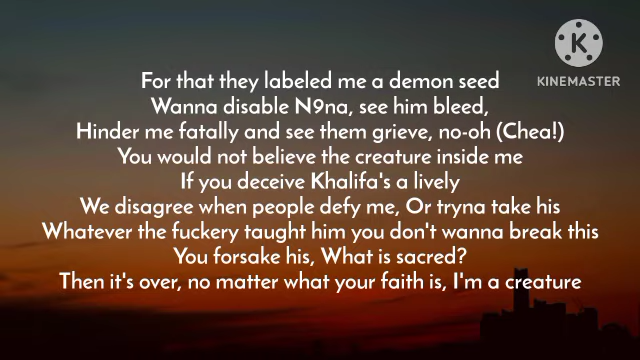 K
KINEMASTER
For that they labeled me a demon seed
Wanna disable N9na, see him bleed,
Hinder me fatally and see them grieve, no-oh (Chea!)
You would not believe the creature inside me
If you deceive Khalifa's a lively
We disagree when people defy me, Or tryna take his
Whatever the fuckery taught him you don't wanna break this
You forsake his, What is sacred?
Then it's over, no matter what your faith is, I'm a creature